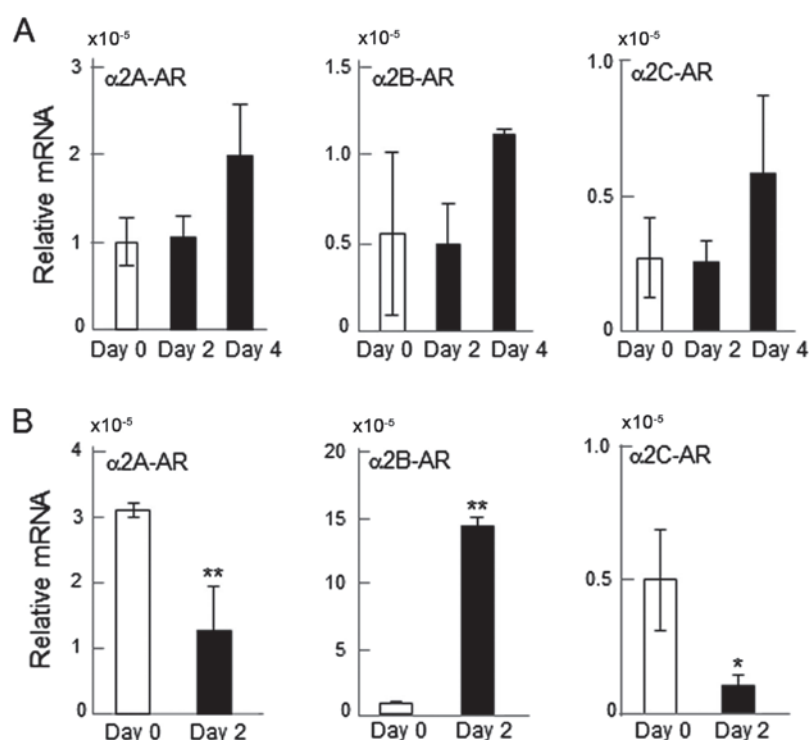 A
x10-5
α2A-AR
Relative mRNA
3
2
1
0
Day 0 Day 2 Day 4
x10-5
α2B-AR
1.5
1.0
0.5
0
Day 0 Day 2 Day 4
x10-5
α2C-AR
1.0
0.5
0
Day 0 Day 2 Day 4
B
x10-5
α2A-AR
Relative mRNA
4
3
2
1
0
**
Day 0 Day 2
x10-5
α2B-AR
20
15
10
5
0
**
Day 0 Day 2
x10-5
α2C-AR
1.0
0.5
0
*
Day 0 Day 2